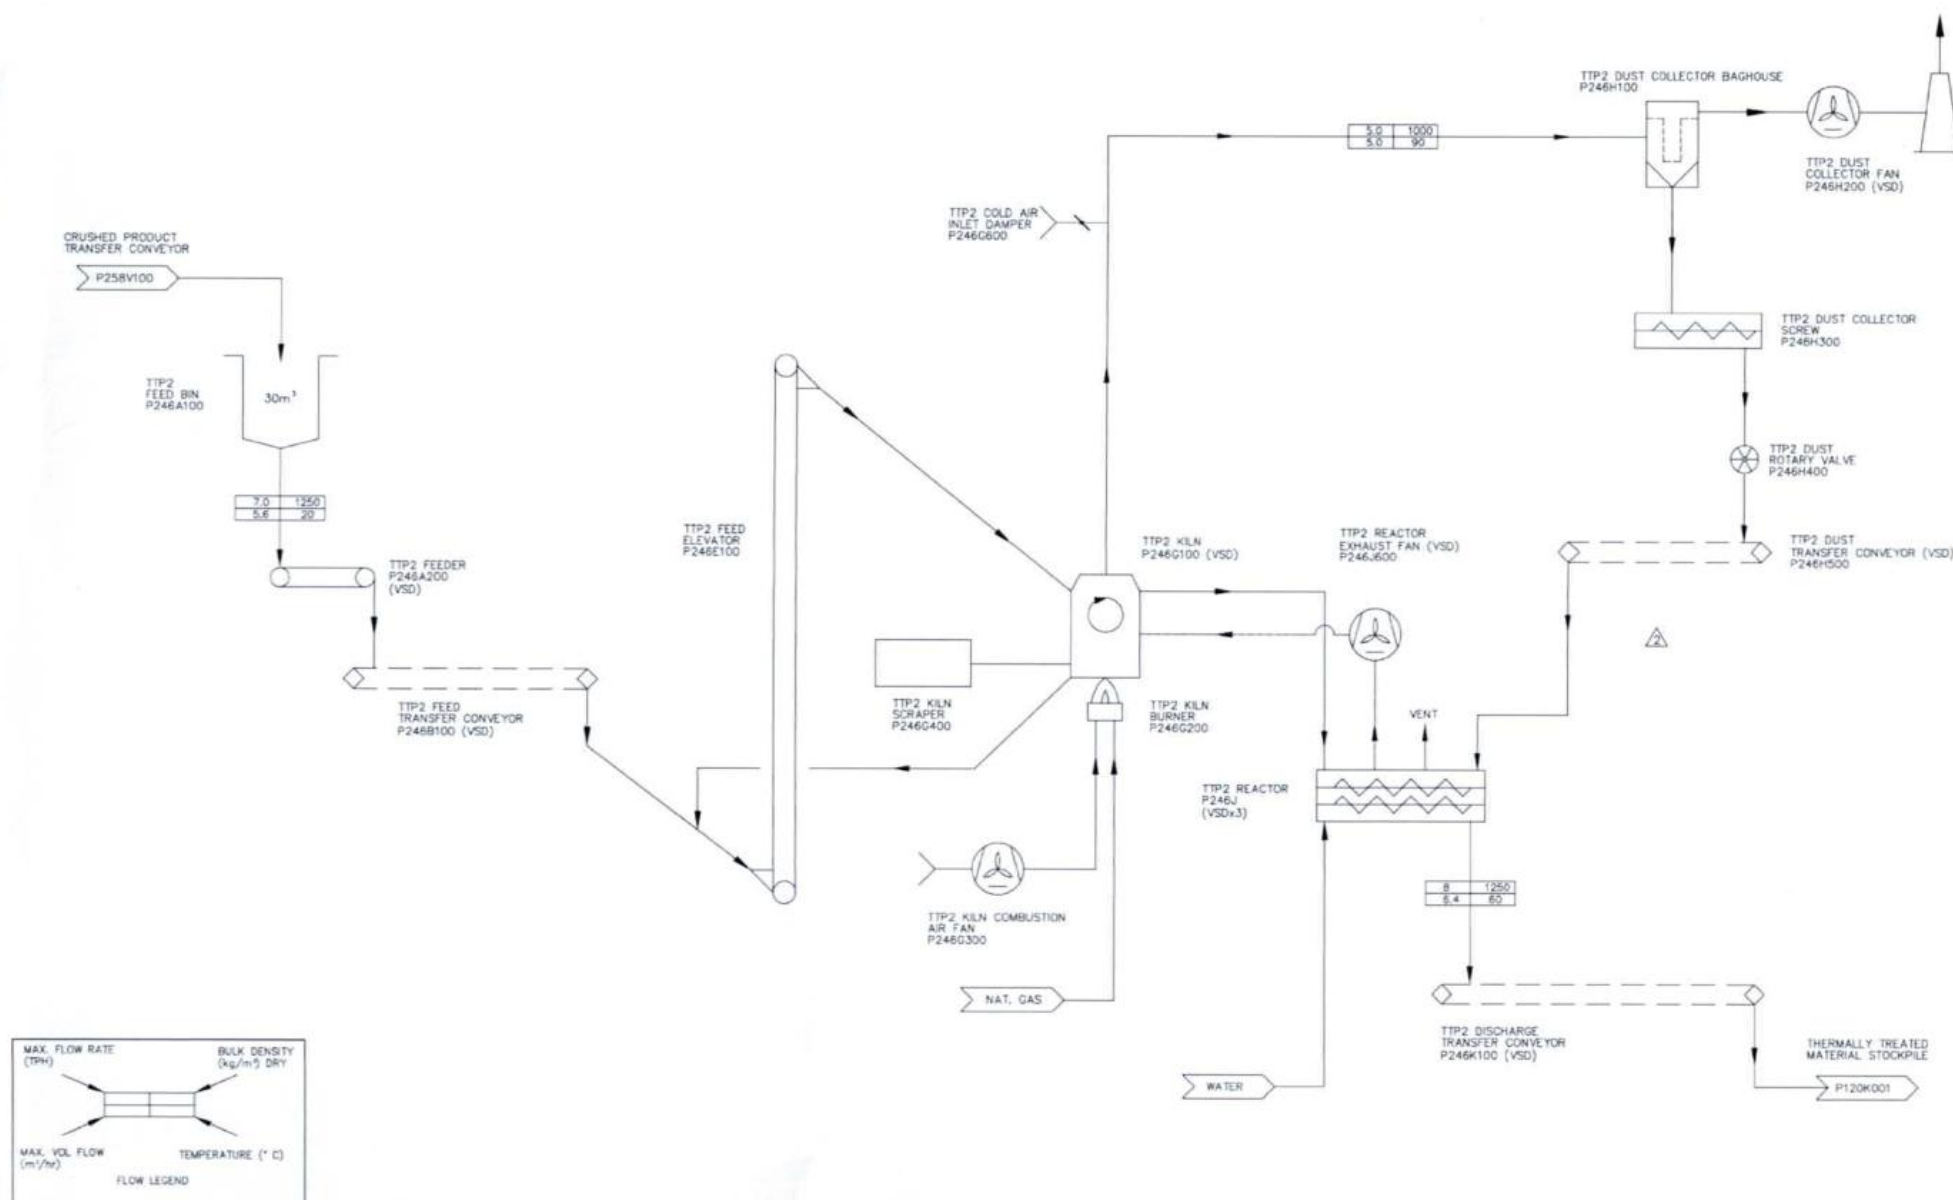 TTP2 DUST COLLECTOR BAGHOUSE
P246H100
TTP2 DUST
COLLECTOR FAN
P246H200 (VSD)
5.0 1000
5.0 90
TTP2 COLD AIR
INLET DAMPER
P246G600
CRUSHED PRODUCT
TRANSFER CONVEYOR
P258V100
TTP2
FEED BIN
P246A100
30m³
TTP2 DUST COLLECTOR
SCREW
P246H300
TTP2 DUST
ROTARY VALVE
P246H400
7.0 1250
5.6 20
TTP2 FEEDER
P246A200
(VSD)
TTP2 FEED
ELEVATOR
P246E100
TTP2 KILN
P246G100 (VSD)
TTP2 REACTOR
EXHAUST FAN (VSD)
P246J600
TTP2 DUST
TRANSFER CONVEYOR (VSD)
P246H500
2
TTP2 FEED
TRANSFER CONVEYOR
P246B100 (VSD)
TTP2 KILN
SCRAPER
P246G400
TTP2 KILN
BURNER
P246G200
VENT
TTP2 REACTOR
P246J
(VSDx3)
8 1250
6.4 60
TTP2 KILN COMBUSTION
AIR FAN
P246G300
NAT. GAS
WATER
TTP2 DISCHARGE
TRANSFER CONVEYOR
P246K100 (VSD)
THERMALLY TREATED
MATERIAL STOCKPILE
P120K001
MAX. FLOW RATE
(TPH)
BULK DENSITY
(kg/m³) DRY
MAX. VOL FLOW
(m³/hr)
TEMPERATURE (° C)
FLOW LEGEND